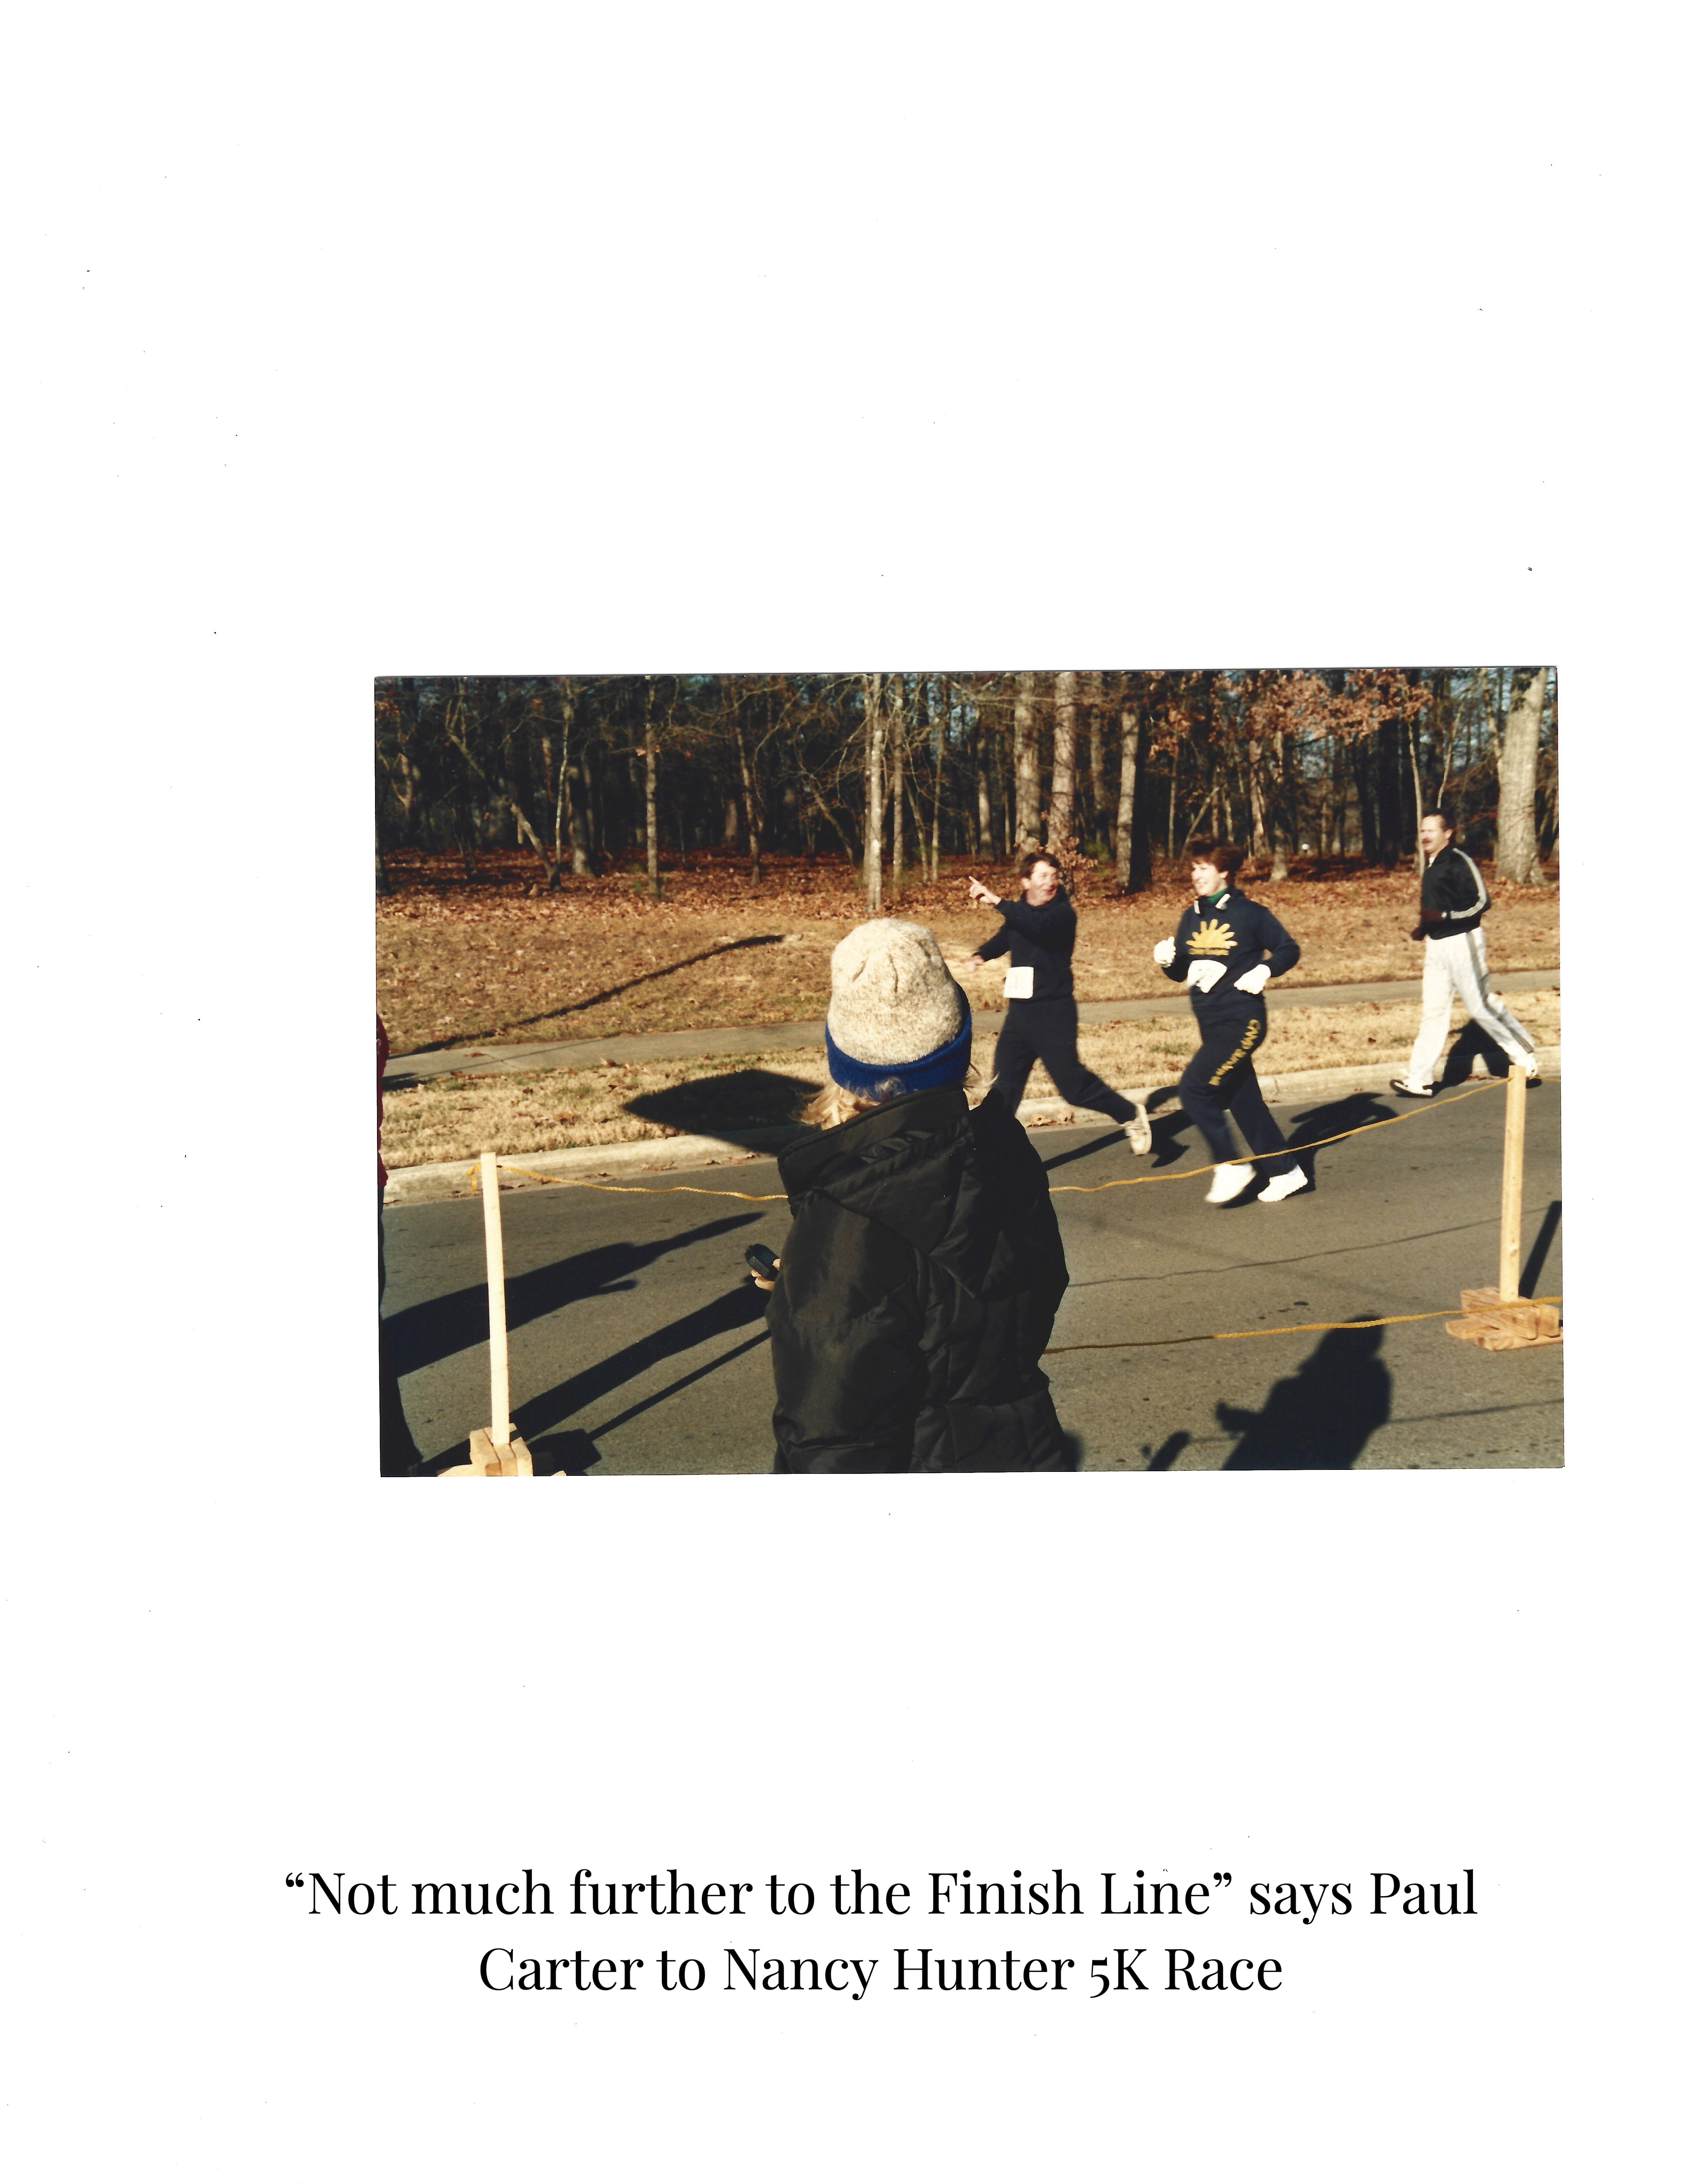 “Not much further to the Finish Line” says Paul
Carter to Nancy Hunter 5K Race